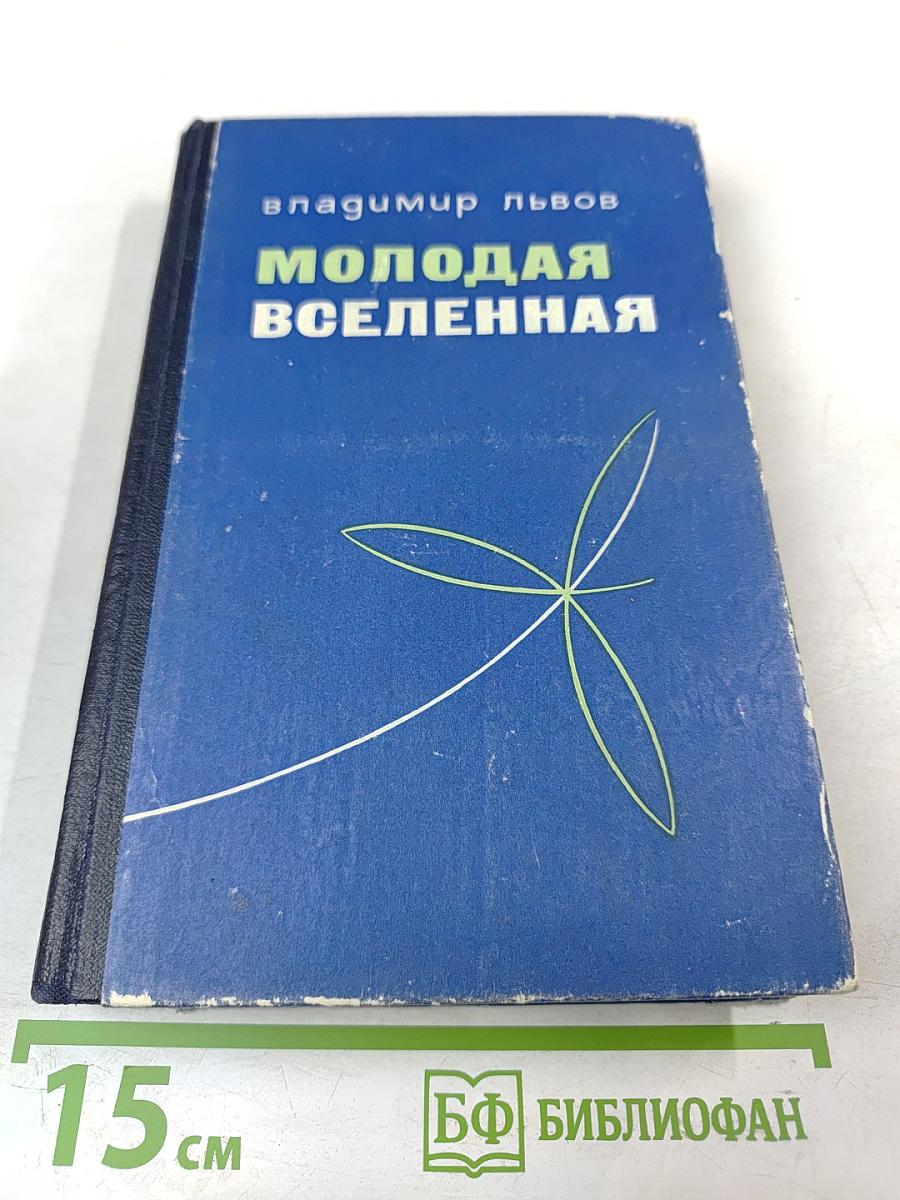 владимир львов
МОЛОДАЯ
ВСЕЛЕННАЯ
15 см
БФ БИБЛИОФАН